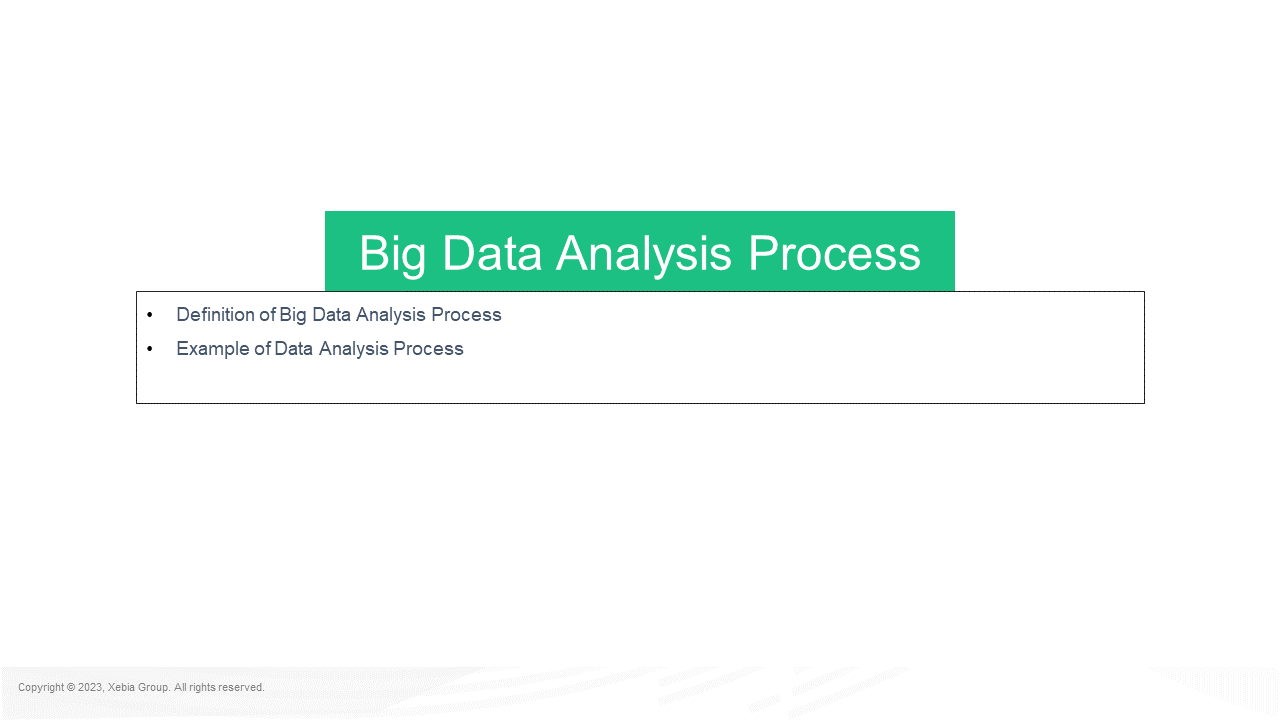 Big Data Analysis Process
• Definition of Big Data Analysis Process
• Example of Data Analysis Process
Copyright © 2023, Xebia Group. All rights reserved.